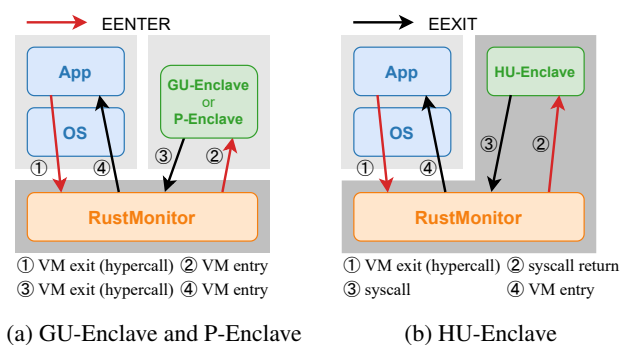 EENTER
EEXIT
App
OS
GU-Enclave
or
P-Enclave
① ④ ③ ②
RustMonitor
① VM exit (hypercall) ② VM entry
③ VM exit (hypercall) ④ VM entry
(a) GU-Enclave and P-Enclave
App
OS
HU-Enclave
① ④ ③ ②
RustMonitor
① VM exit (hypercall) ② syscall return
③ syscall ④ VM entry
(b) HU-Enclave